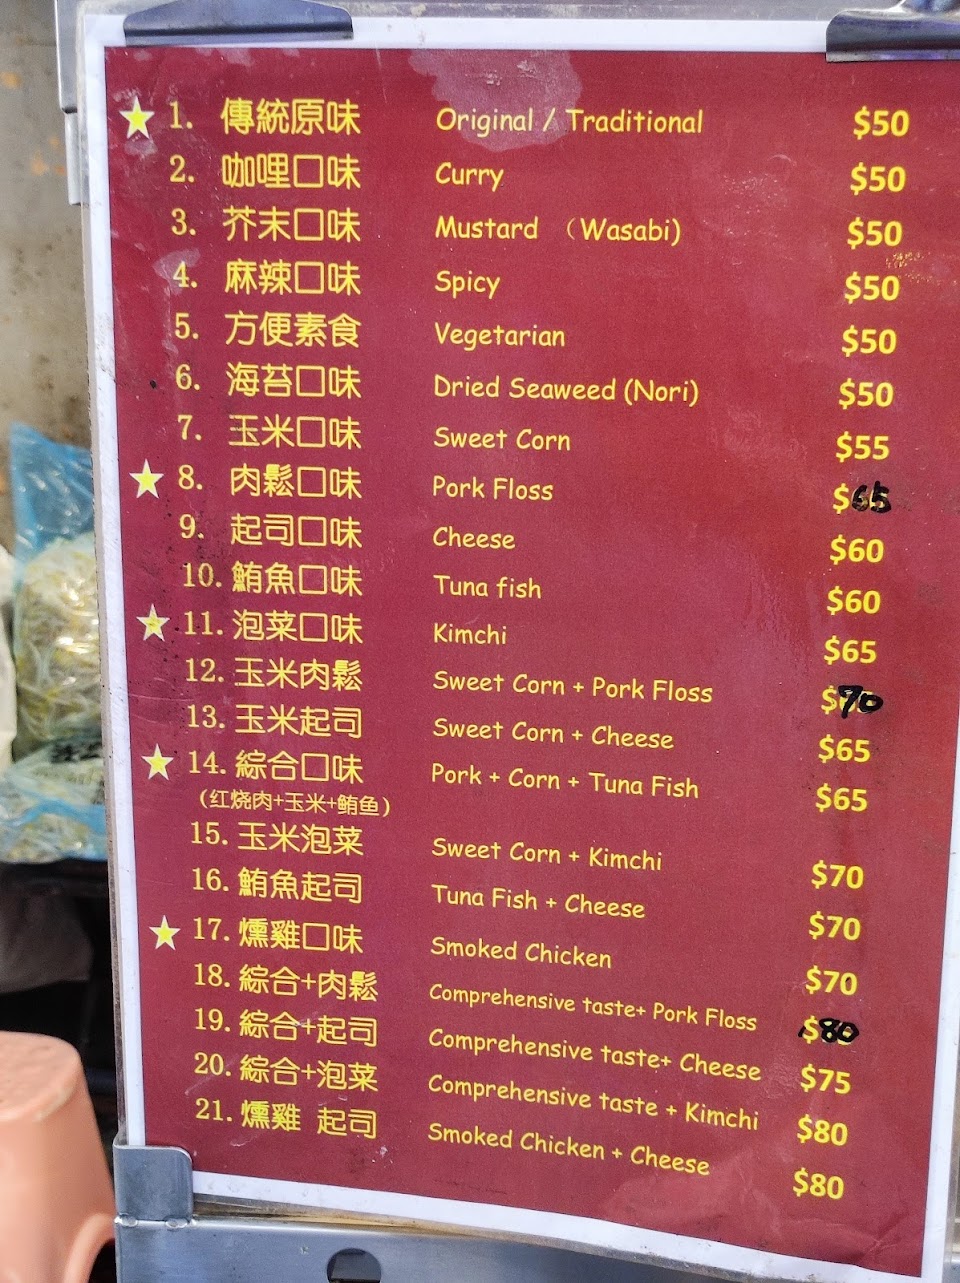 1. 傳統原味 Original / Traditional $50
2. 咖哩口味 Curry $50
3. 芥末口味 Mustard （Wasabi) $50
4. 麻辣口味 Spicy $50
5. 方便素食 Vegetarian $50
6. 海苔口味 Dried Seaweed (Nori) $50
7. 玉米口味 Sweet Corn $55
8. 肉鬆口味 Pork Floss $65
9. 起司口味 Cheese $60
10. 鮪魚口味 Tuna fish $60
11. 泡菜口味 Kimchi $65
12. 玉米肉鬆 Sweet Corn + Pork Floss $70
13. 玉米起司 Sweet Corn + Cheese $65
14. 綜合口味 Pork + Corn + Tuna Fish $65
(红烧肉+玉米+鲔鱼)
15. 玉米泡菜 Sweet Corn + Kimchi $70
16. 鮪魚起司 Tuna Fish + Cheese $70
17. 燻雞口味 Smoked Chicken $70
18. 綜合+肉鬆 Comprehensive taste+ Pork Floss $80
19. 綜合+起司 Comprehensive taste+ Cheese $75
20. 綜合+泡菜 Comprehensive taste + Kimchi $80
21. 燻雞 起司 Smoked Chicken + Cheese $80